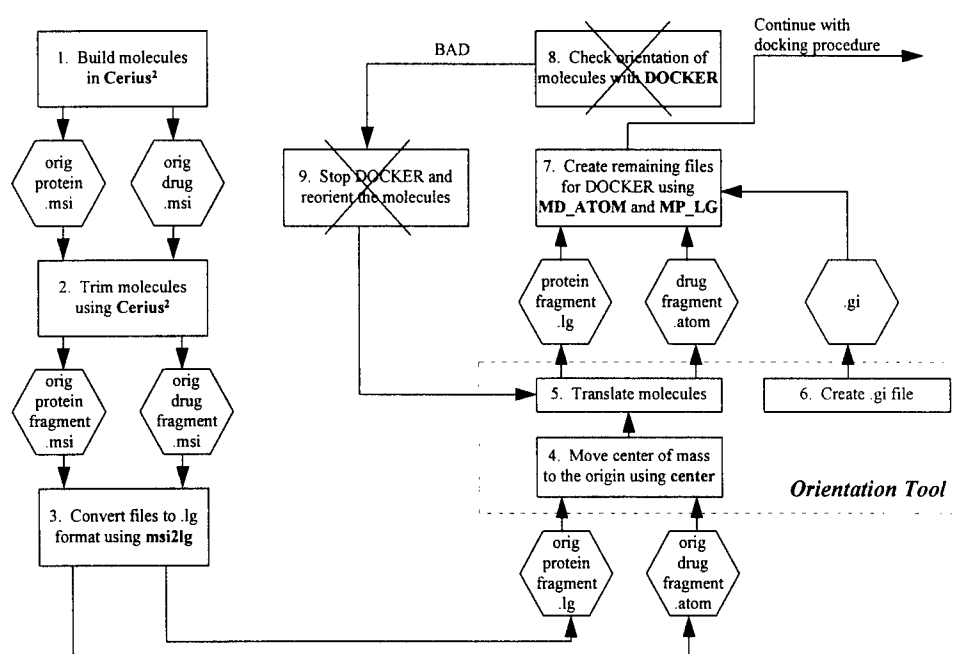 1. Build molecules
in Cerius²
orig
protein
.msi
orig
drug
.msi
2. Trim molecules
using Cerius²
orig
protein
fragment
.msi
orig
drug
fragment
.msi
3. Convert files to .lg
format using msi2lg
BAD
8. Check orientation of
molecules with DOCKER
Continue with
docking procedure
9. Stop DOCKER and
reorient the molecules
7. Create remaining files
for DOCKER using
MD_ATOM and MP_LG
protein
fragment
.lg
drug
fragment
.atom
.gi
5. Translate molecules
6. Create .gi file
4. Move center of mass
to the origin using center
Orientation Tool
orig
protein
fragment
.lg
orig
drug
fragment
.atom